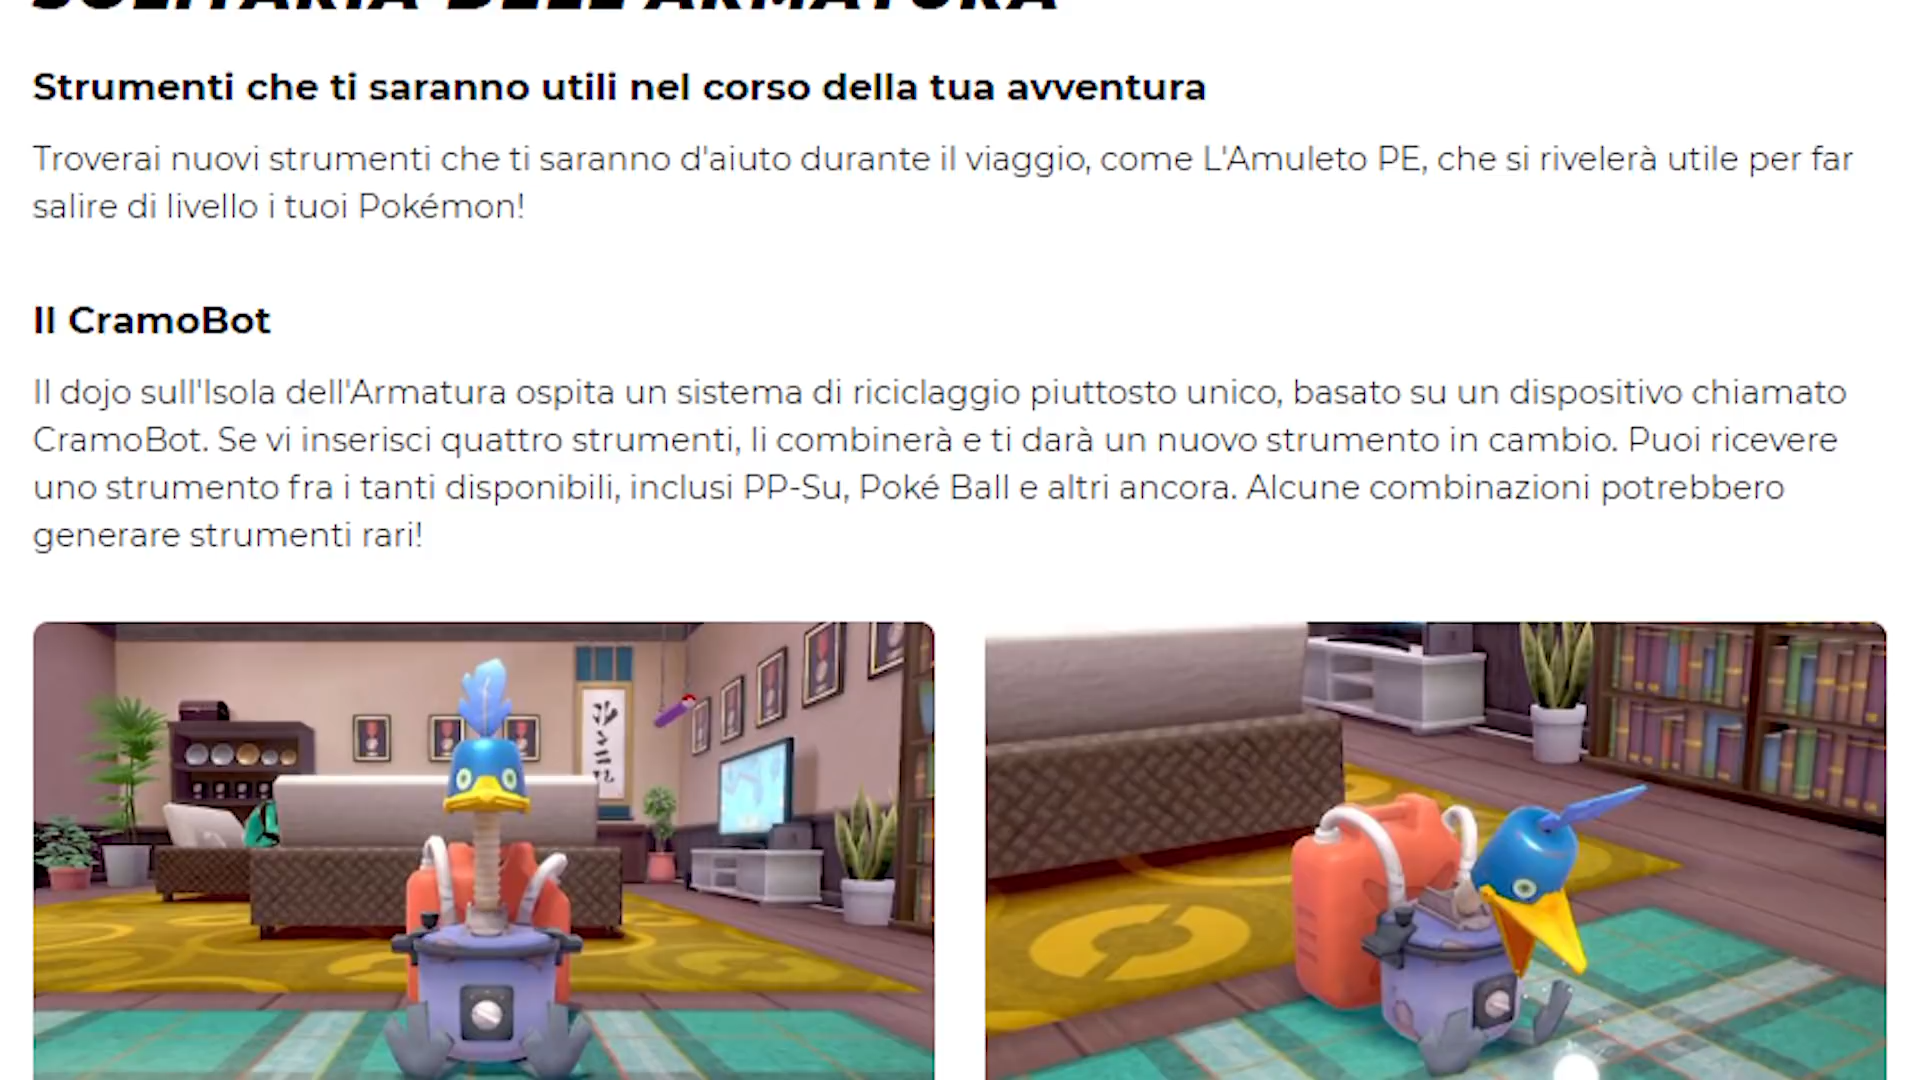 SOLITARIA DELL'ARMATURA
Strumenti che ti saranno utili nel corso della tua avventura
Troverai nuovi strumenti che ti saranno d'aiuto durante il viaggio, come L'Amuleto PE, che si rivelerà utile per far
salire di livello i tuoi Pokémon!
Il CramoBot
Il dojo sull'Isola dell'Armatura ospita un sistema di riciclaggio piuttosto unico, basato su un dispositivo chiamato
CramoBot. Se vi inserisci quattro strumenti, li combinerà e ti darà un nuovo strumento in cambio. Puoi ricevere
uno strumento fra i tanti disponibili, inclusi PP-Su, Poké Ball e altri ancora. Alcune combinazioni potrebbero
generare strumenti rari!